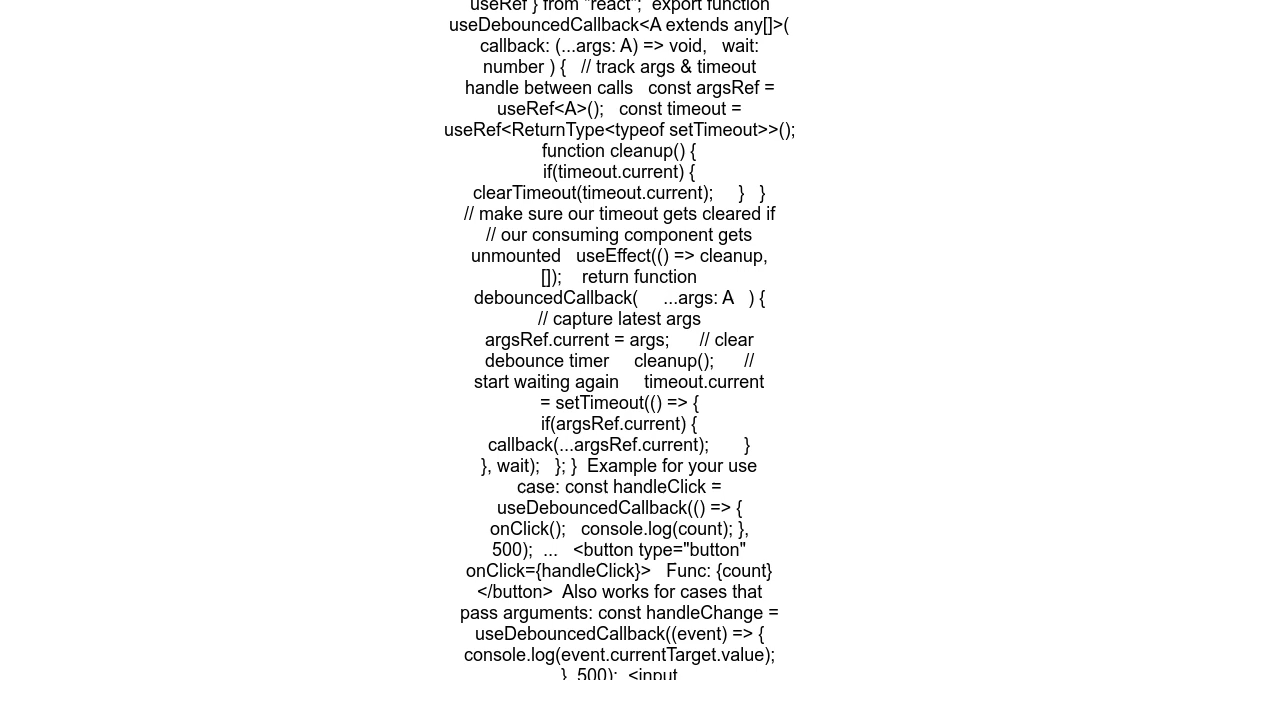 useRef } from "react";  export function
useDebouncedCallback<A extends any[]>(
callback: (...args: A) => void,   wait:
number ) {   // track args & timeout
handle between calls   const argsRef =
useRef<A>();   const timeout =
useRef<ReturnType<typeof setTimeout>>();
function cleanup() {
if(timeout.current) {
clearTimeout(timeout.current);     }   }
// make sure our timeout gets cleared if
// our consuming component gets
unmounted   useEffect(() => cleanup,
[]);    return function
debouncedCallback(     ...args: A   ) {
// capture latest args
argsRef.current = args;      // clear
debounce timer     cleanup();      //
start waiting again     timeout.current
= setTimeout(() => {
if(argsRef.current) {
callback(...argsRef.current);       }
}, wait);   }; }  Example for your use
case: const handleClick =
useDebouncedCallback(() => {
onClick();   console.log(count); },
500);  ...   <button type="button"
onClick={handleClick}>   Func: {count}
</button>  Also works for cases that
pass arguments: const handleChange =
useDebouncedCallback((event) => {
console.log(event.currentTarget.value);
}, 500);  <input